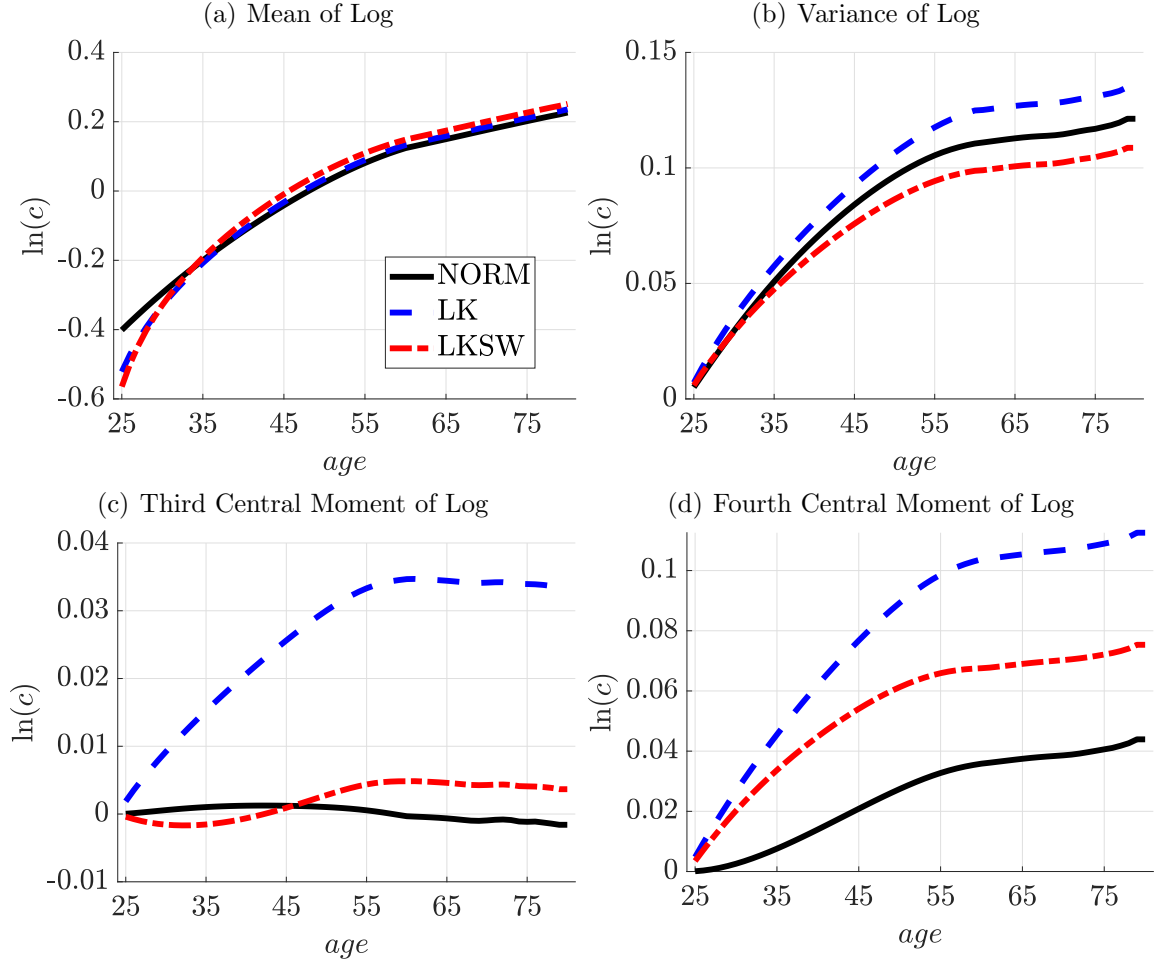 (a) Mean of Log
0.4
0.2
0
-0.2
-0.4
-0.6
ln(c)
25 35 45 55 65 75
age
NORM
LK
LKSW
(b) Variance of Log
0.15
0.1
0.05
0
ln(c)
25 35 45 55 65 75
age
(c) Third Central Moment of Log
0.04
0.03
0.02
0.01
0
-0.01
ln(c)
25 35 45 55 65 75
age
(d) Fourth Central Moment of Log
0.1
0.08
0.06
0.04
0.02
0
ln(c)
25 35 45 55 65 75
age